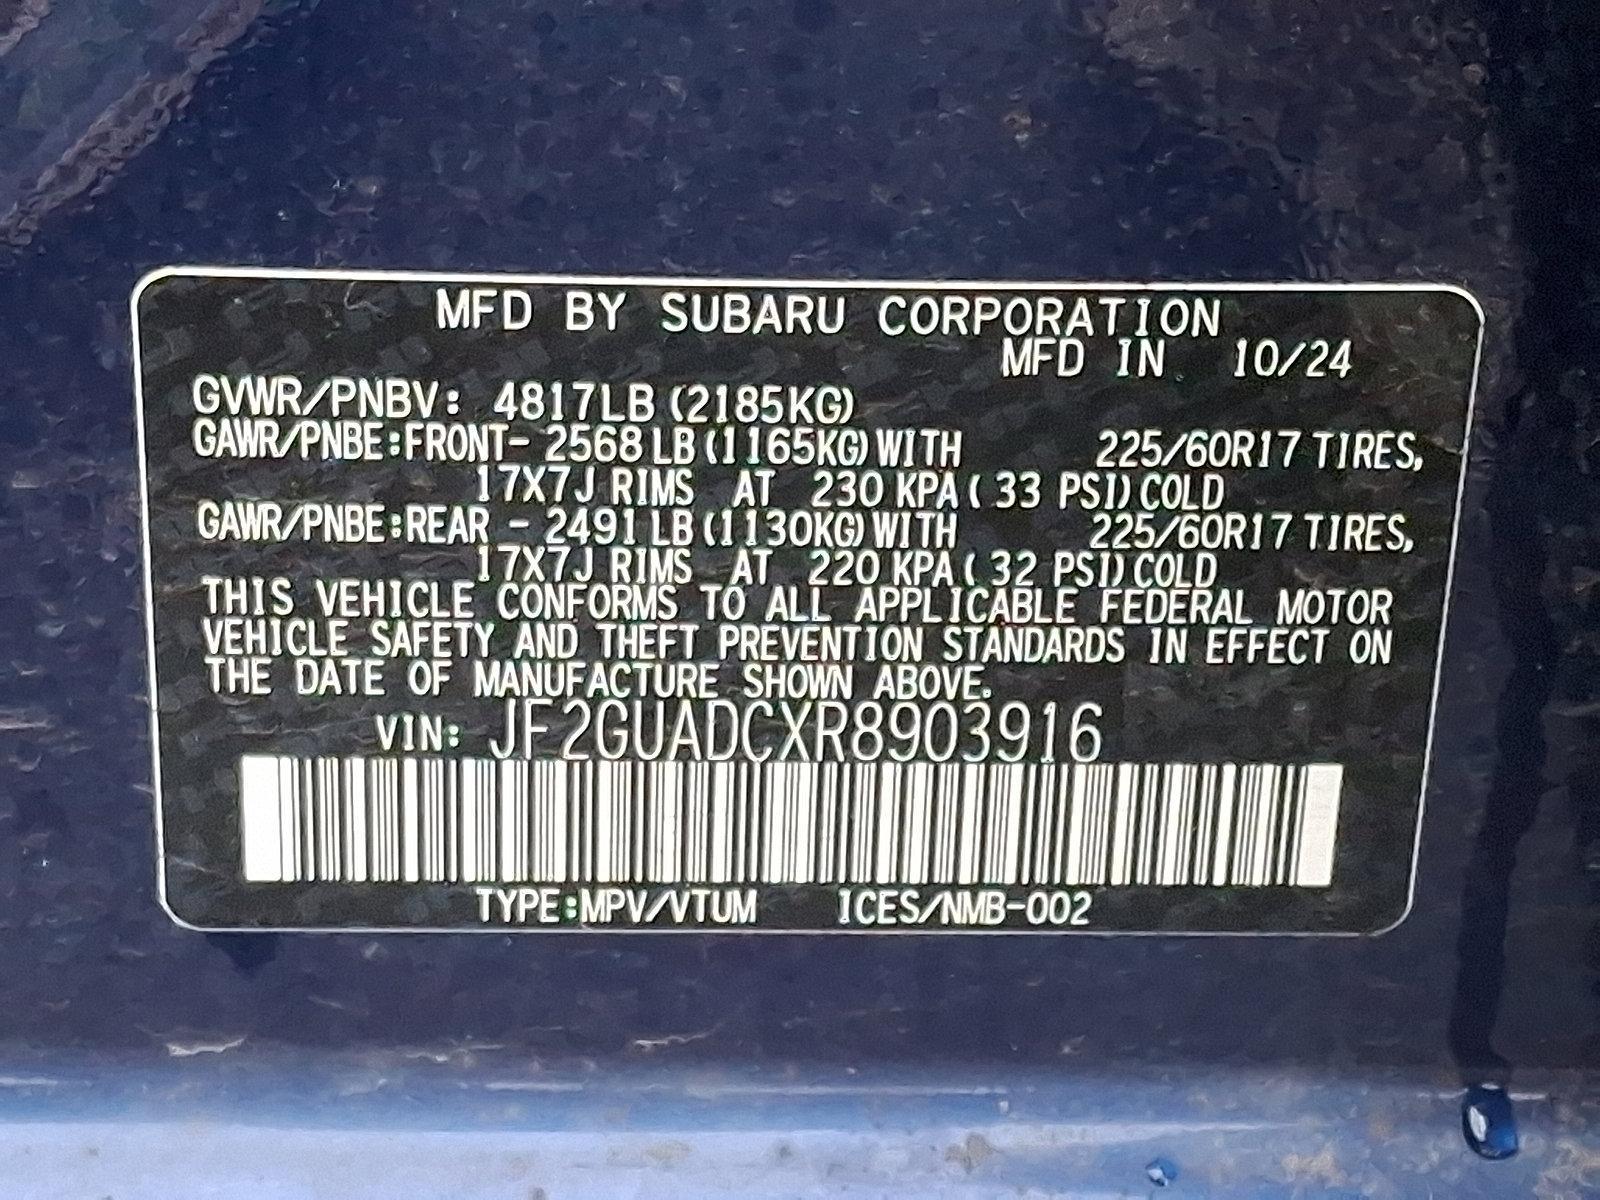 MFD BY SUBARU CORPORATION
MFD IN 10/24
GVWR/PNBV: 4817LB (2185KG)
GAWR/PNBE:FRONT- 2568 LB (1165KG) WITH 225/60R17 TIRES,
17X7J RIMS AT 230 KPA ( 33 PSI) COLD
GAWR/PNBE:REAR - 2491 LB (1130KG) WITH 225/60R17 TIRES,
17X7J RIMS AT 220 KPA ( 32 PSI) COLD
THIS VEHICLE CONFORMS TO ALL APPLICABLE FEDERAL MOTOR
VEHICLE SAFETY AND THEFT PREVENTION STANDARDS IN EFFECT ON
THE DATE OF MANUFACTURE SHOWN ABOVE.
VIN: JF2GUADCXR8903916
TYPE:MPV/VTUM ICES/NMB-002